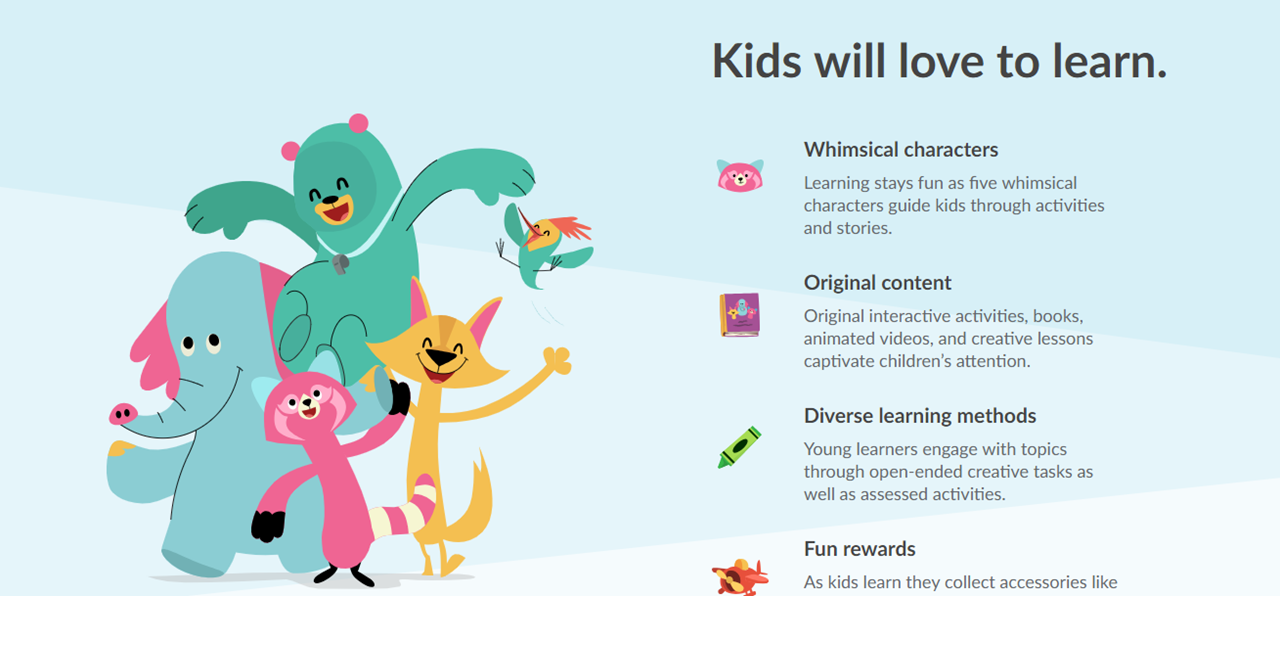 Kids will love to learn.
Whimsical characters
Learning stays fun as five whimsical
characters guide kids through activities
and stories.
Original content
Original interactive activities, books,
animated videos, and creative lessons
captivate children’s attention.
Diverse learning methods
Young learners engage with topics
through open-ended creative tasks as
well as assessed activities.
Fun rewards
As kids learn they collect accessories like